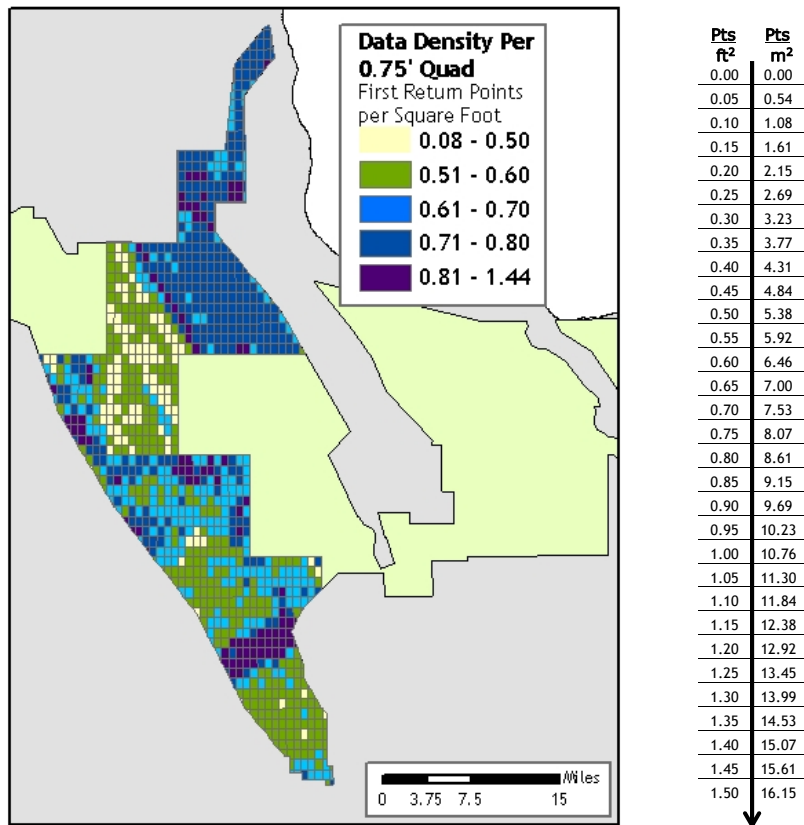 Data Density Per
0.75' Quad
First Return Points
per Square Foot
0.08 - 0.50
0.51 - 0.60
0.61 - 0.70
0.71 - 0.80
0.81 - 1.44
Miles
0 3.75 7.5 15
Pts Pts
ft² m²
0.00 0.00
0.05 0.54
0.10 1.08
0.15 1.61
0.20 2.15
0.25 2.69
0.30 3.23
0.35 3.77
0.40 4.31
0.45 4.84
0.50 5.38
0.55 5.92
0.60 6.46
0.65 7.00
0.70 7.53
0.75 8.07
0.80 8.61
0.85 9.15
0.90 9.69
0.95 10.23
1.00 10.76
1.05 11.30
1.10 11.84
1.15 12.38
1.20 12.92
1.25 13.45
1.30 13.99
1.35 14.53
1.40 15.07
1.45 15.61
1.50 16.15